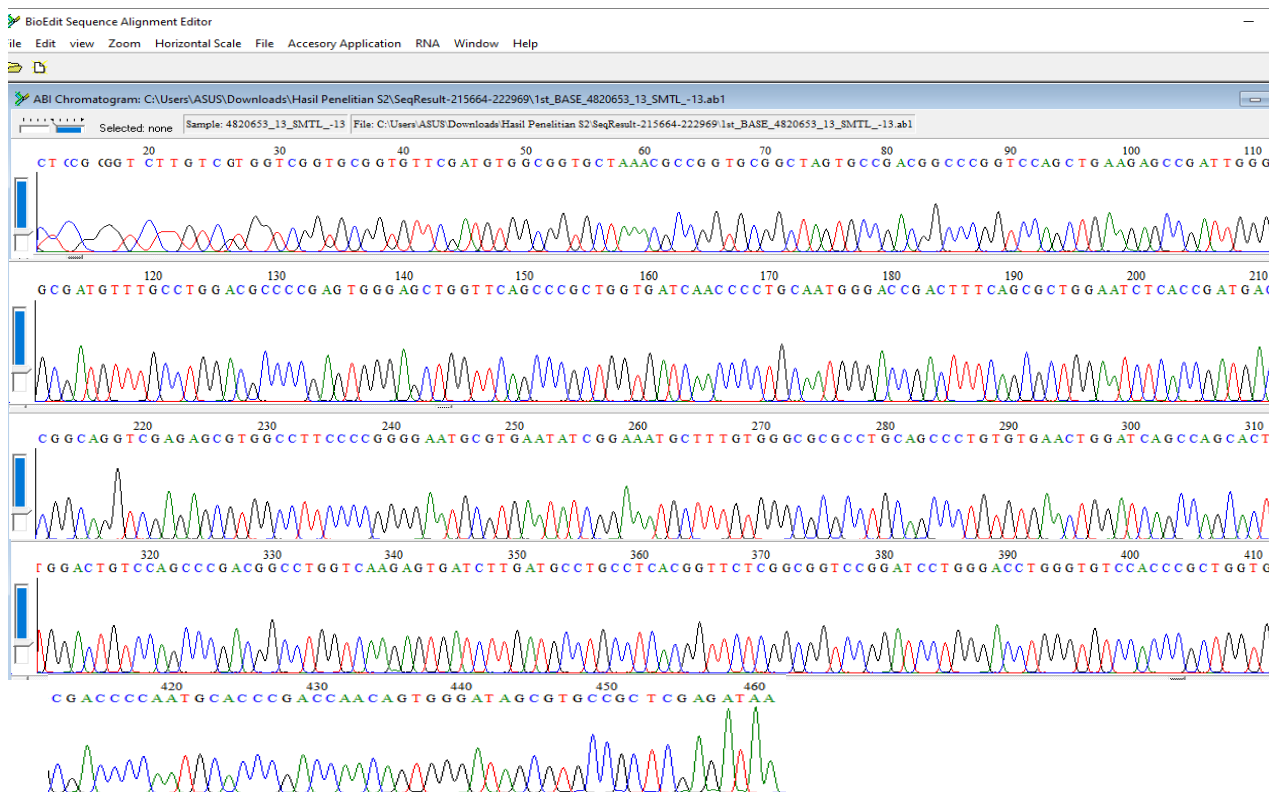 BioEdit Sequence Alignment Editor
ile Edit view Zoom Horizontal Scale File Accesory Application RNA Window Help
ABI Chromatogram: C:\Users\ASUS\Downloads\Hasil Penelitian S2\SeqResult-215664-222969\1st_BASE_4820653_13_SMTL_-13.ab1
Selected: none Sample: 4820653_13_SMTL_-13 File: C:\Users\ASUS\Downloads\Hasil Penelitian S2\SeqResult-215664-222969\1st_BASE_4820653_13_SMTL_-13.ab1
20 30 40 50 60 70 80 90 100 110
CT CCG CGGT CTTGTCGTGGTCGGTGCGGTGTTCGATGTGGCGGTGCTAAACGCCGGTGCGGCTAGTGCCGACGGCCCGGTCCAGCTGAAGAGCCGATTGGG
120 130 140 150 160 170 180 190 200 210
GCGATGTTTGCCTGGACGCCCCGAGTGGGAGCTGGTTCAGCCCGCTGGTGATCAACCCCTGCAATGGGACCGACTTTCAGCGCTGGAATCTCACCGATGAC
220 230 240 250 260 270 280 290 300 310
CGGCAGGTCGAGAGCGTGGCCTTCCCCGGGGAATGCGTGAATATCGGAAATGCTTTGTGGGCGCGCCTGCAGCCCTGTGTGAACTGGATCAGCCAGCACT
320 330 340 350 360 370 380 390 400 410
TGGACTGTCCAGCCCGACGGCCTGGTCAAGAGTGATCTTGATGCCTGCCTCACGGTTCTCGGCGGTCCGGATCCTGGGACCTGGGTGTCCACCCGCTGGTG
420 430 440 450 460
CGACCCCAATGCACCCGACCAACAGTGGGATAGCGTGCCGCTCGAGATAA